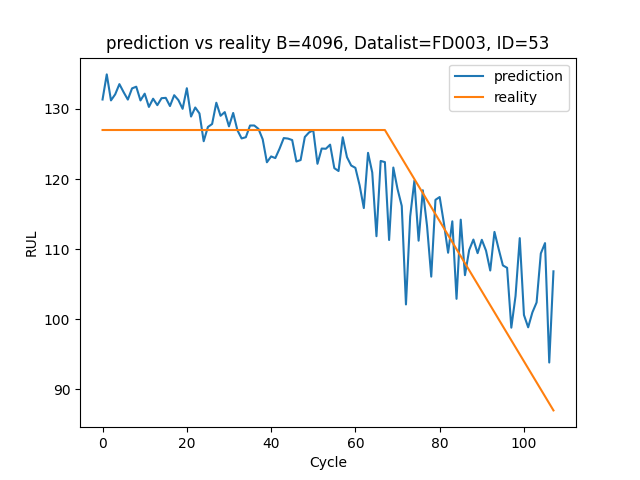 prediction vs reality B=4096, Datalist=FD003, ID=53
prediction
reality
130
120
110
100
90
RUL
0 20 40 60 80 100
Cycle